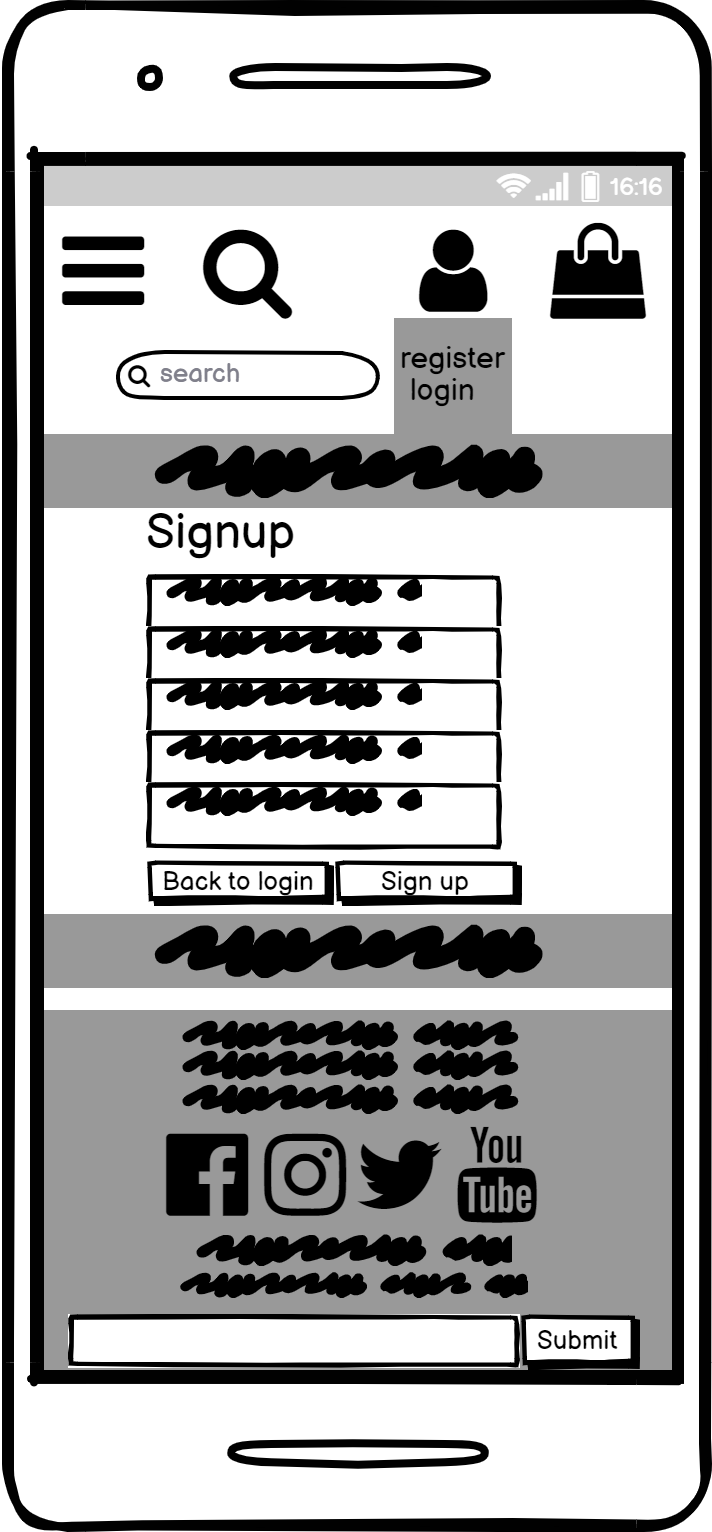 16:16
search
register
login
Signup
Back to login
Sign up
You
Tube
Submit